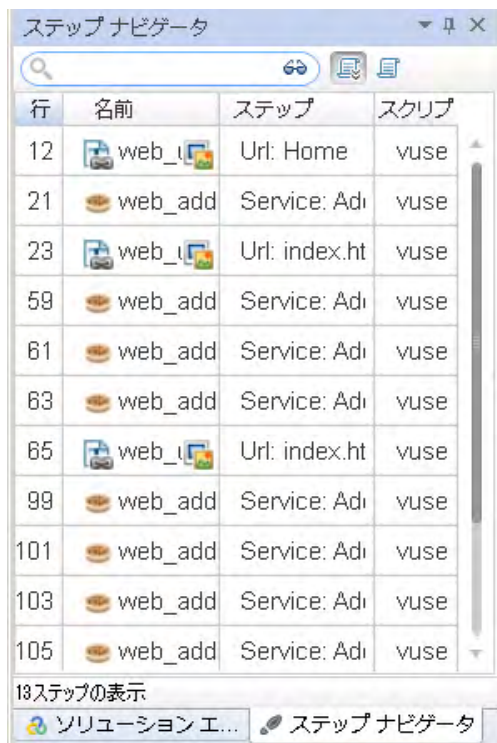 ステップ ナビゲータ
行 名前 ステップ スクリプ
12 web_u Url: Home vuse
21 web_add Service: Ad vuse
23 web_u Url: index.ht vuse
59 web_add Service: Ad vuse
61 web_add Service: Ad vuse
63 web_add Service: Ad vuse
65 web_u Url: index.ht vuse
99 web_add Service: Ad vuse
101 web_add Service: Ad vuse
103 web_add Service: Ad vuse
105 web_add Service: Ad vuse
13ステップの表示
ソリューション エ... ステップ ナビゲータ